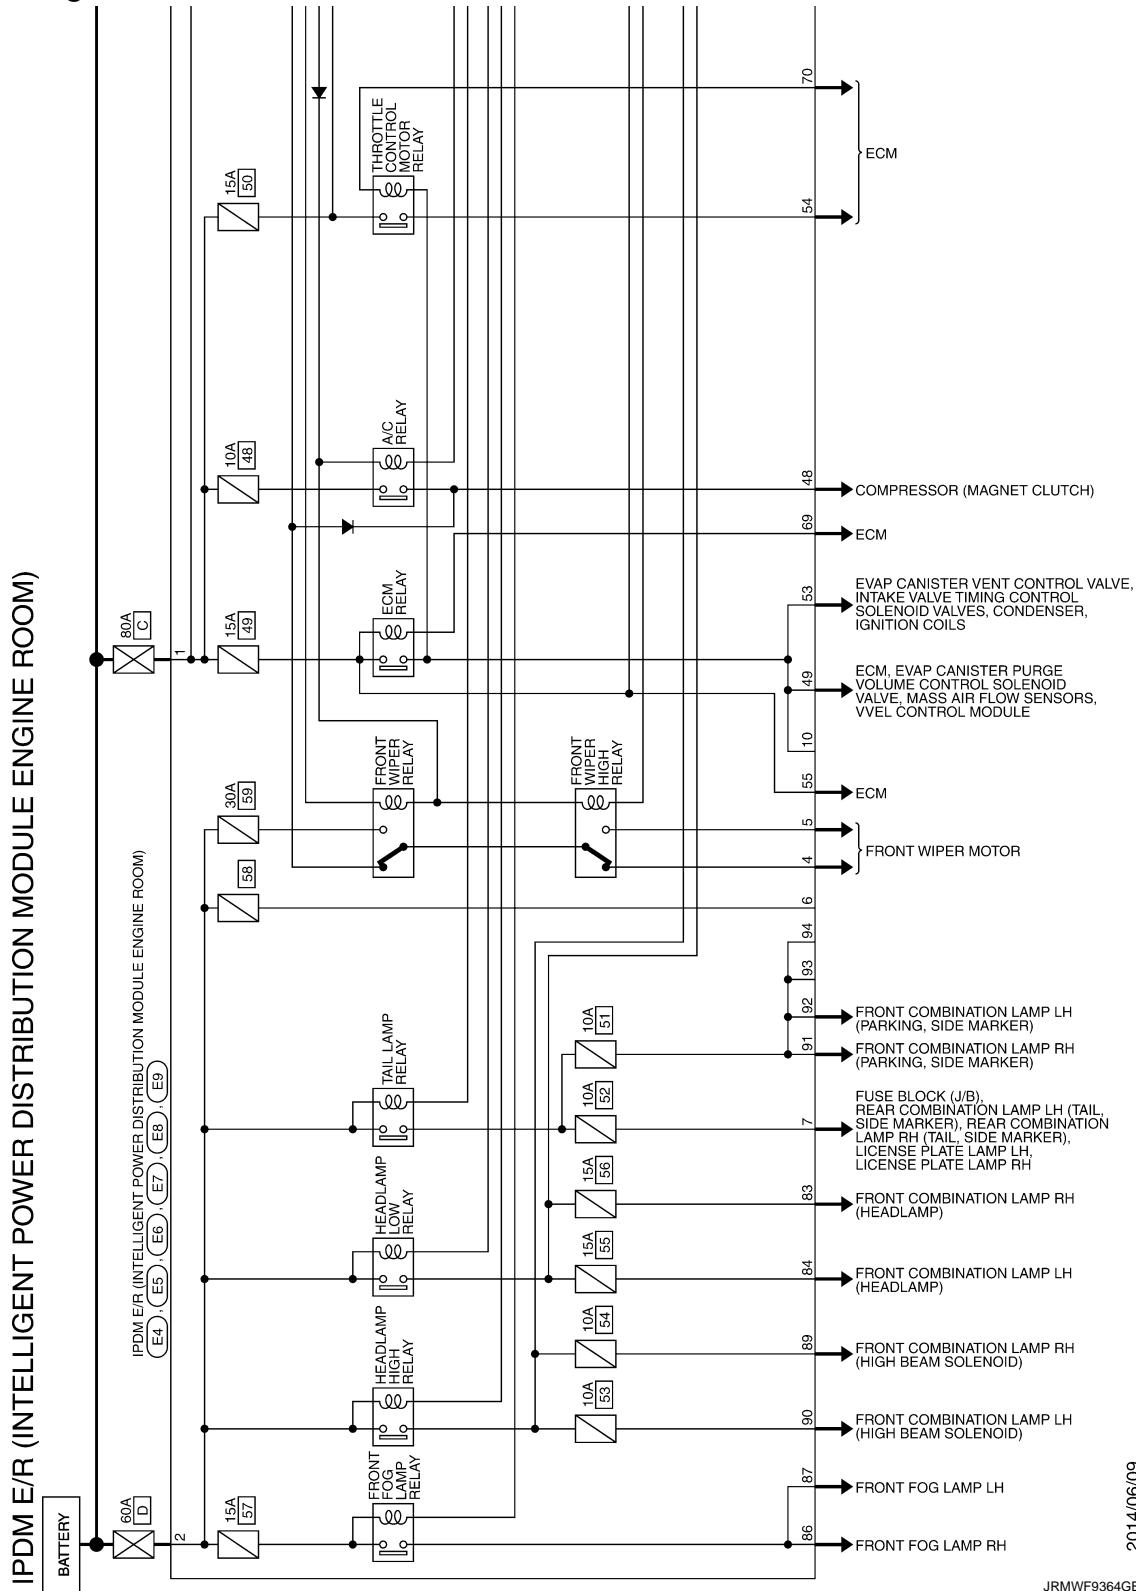 IPDM E/R (INTELLIGENT POWER DISTRIBUTION MODULE ENGINE ROOM)
BATTERY
60A
D
80A
C
2
1
IPDM E/R (INTELLIGENT POWER DISTRIBUTION MODULE ENGINE ROOM)
E4 , E5 , E6 , E7 , E8 , E9
15A
50
THROTTLE
CONTROL
MOTOR
RELAY
70
54
ECM
10A
48
A/C
RELAY
48
COMPRESSOR (MAGNET CLUTCH)
69
ECM
15A
49
ECM
RELAY
53
EVAP CANISTER VENT CONTROL VALVE,
INTAKE VALVE TIMING CONTROL
SOLENOID VALVES, CONDENSER,
IGNITION COILS
49
ECM, EVAP CANISTER PURGE
VOLUME CONTROL SOLENOID
VALVE, MASS AIR FLOW SENSORS,
VVEL CONTROL MODULE
10
55
ECM
30A
59
FRONT
WIPER
RELAY
FRONT
WIPER
HIGH
RELAY
5
4
FRONT WIPER MOTOR
58
6
94
93
92
FRONT COMBINATION LAMP LH
(PARKING, SIDE MARKER)
10A
51
91
FRONT COMBINATION LAMP RH
(PARKING, SIDE MARKER)
TAIL LAMP
RELAY
10A
52
7
FUSE BLOCK (J/B),
REAR COMBINATION LAMP LH (TAIL,
SIDE MARKER), REAR COMBINATION
LAMP RH (TAIL, SIDE MARKER),
LICENSE PLATE LAMP LH,
LICENSE PLATE LAMP RH
15A
56
83
FRONT COMBINATION LAMP RH
(HEADLAMP)
HEADLAMP
LOW
RELAY
15A
55
84
FRONT COMBINATION LAMP LH
(HEADLAMP)
10A
54
89
FRONT COMBINATION LAMP RH
(HIGH BEAM SOLENOID)
HEADLAMP
HIGH
RELAY
10A
53
90
FRONT COMBINATION LAMP LH
(HIGH BEAM SOLENOID)
87
FRONT FOG LAMP LH
15A
57
FRONT
FOG
LAMP
RELAY
86
FRONT FOG LAMP RH
2014/06/09
JRMWF9364GE